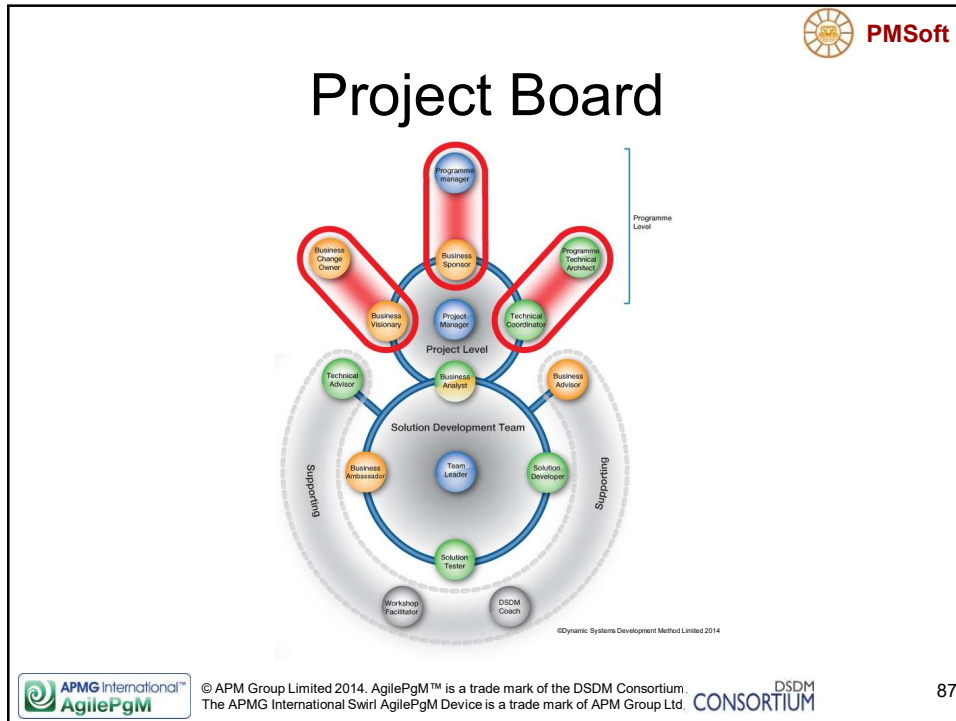 PMSoft
Project Board
Programme
manager
Programme
Level
Business
Change
Owner
Business
Sponsor
Programme
Technical
Architect
Business
Visionary
Project
Manager
Technical
Coordinator
Project Level
Technical
Advisor
Business
Analyst
Business
Advisor
Solution Development Team
Supporting
Business
Ambassador
Team
Leader
Solution
Developer
Supporting
Solution
Tester
Workshop
Facilitator
DSDM
Coach
©Dynamic Systems Development Method Limited 2014
APMG International™
AgilePgM
© APM Group Limited 2014. AgilePgM™ is a trade mark of the DSDM Consortium.
The APMG International Swirl AgilePgM Device is a trade mark of APM Group Ltd.
DSDM
CONSORTIUM
87